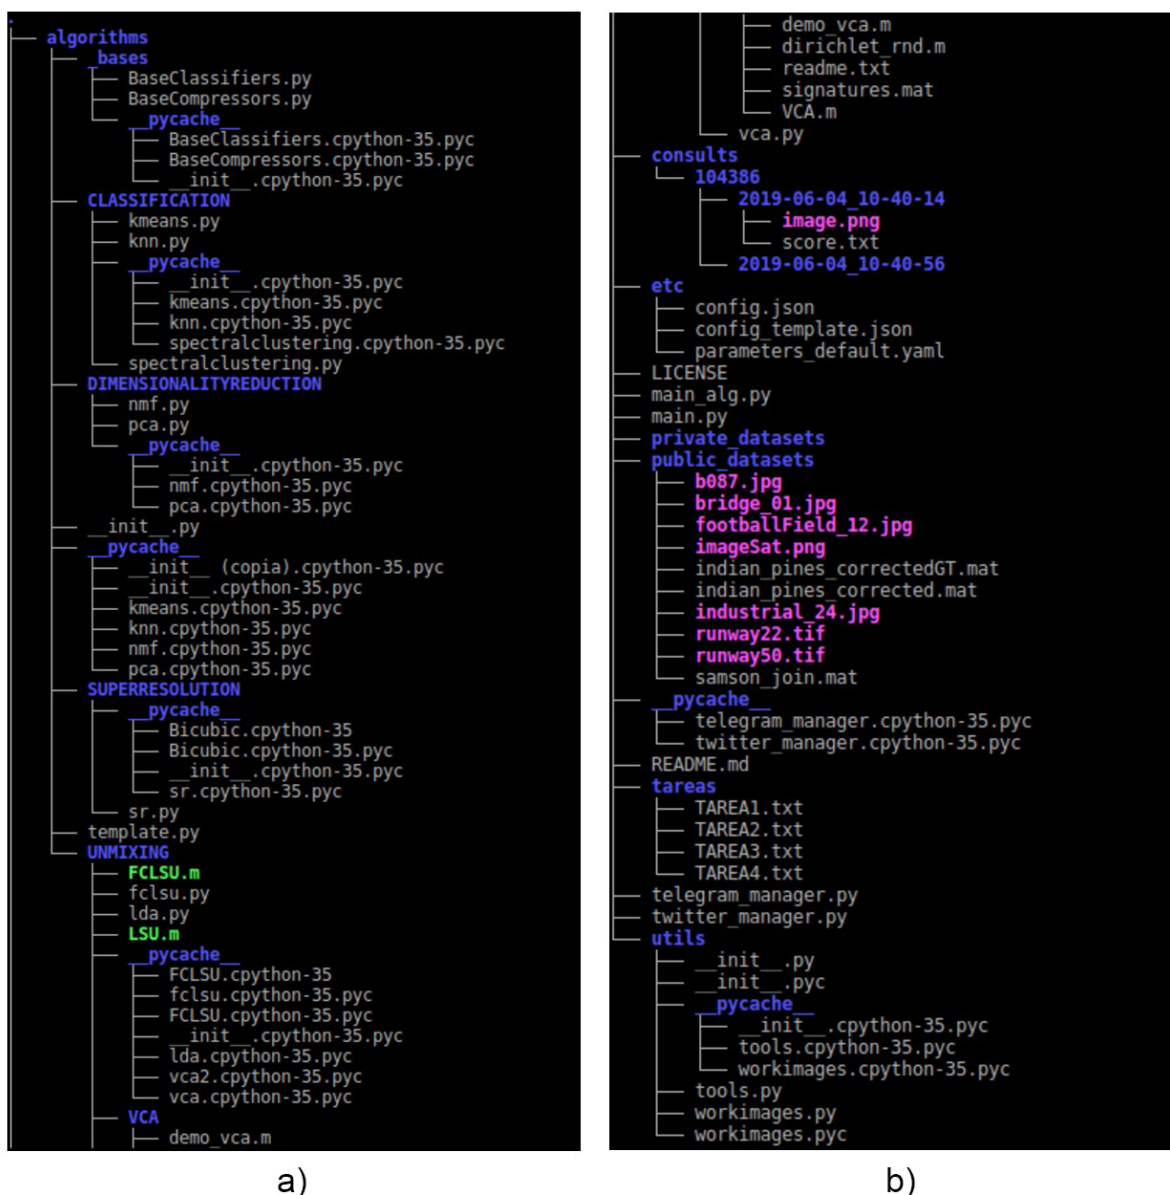 .
algorithms
_bases
BaseClassifiers.py
BaseCompressors.py
__pycache__
BaseClassifiers.cpython-35.pyc
BaseCompressors.cpython-35.pyc
__init__.cpython-35.pyc
CLASSIFICATION
kmeans.py
knn.py
__pycache__
__init__.cpython-35.pyc
kmeans.cpython-35.pyc
knn.cpython-35.pyc
spectralclustering.cpython-35.pyc
spectralclustering.py
DIMENSIONALITYREDUCTION
nmf.py
pca.py
__pycache__
__init__.cpython-35.pyc
nmf.cpython-35.pyc
pca.cpython-35.pyc
__init__.py
__pycache__
__init__ (copia).cpython-35.pyc
__init__.cpython-35.pyc
kmeans.cpython-35.pyc
knn.cpython-35.pyc
nmf.cpython-35.pyc
pca.cpython-35.pyc
SUPERRESOLUTION
__pycache__
Bicubic.cpython-35
Bicubic.cpython-35.pyc
__init__.cpython-35.pyc
sr.cpython-35.pyc
sr.py
template.py
UNMIXING
FCLSU.m
fclsu.py
lda.py
LSU.m
__pycache__
FCLSU.cpython-35
fclsu.cpython-35.pyc
FCLSU.cpython-35.pyc
__init__.cpython-35.pyc
lda.cpython-35.pyc
vca2.cpython-35.pyc
vca.cpython-35.pyc
VCA
demo_vca.m
a)
demo_vca.m
dirichlet_rnd.m
readme.txt
signatures.mat
VCA.m
vca.py
consults
104386
2019-06-04_10-40-14
image.png
score.txt
2019-06-04_10-40-56
etc
config.json
config_template.json
parameters_default.yaml
LICENSE
main_alg.py
main.py
private_datasets
public_datasets
b087.jpg
bridge_01.jpg
footballField_12.jpg
imageSat.png
indian_pines_correctedGT.mat
indian_pines_corrected.mat
industrial_24.jpg
runway22.tif
runway50.tif
samson_join.mat
__pycache__
telegram_manager.cpython-35.pyc
twitter_manager.cpython-35.pyc
README.md
tareas
TAREA1.txt
TAREA2.txt
TAREA3.txt
TAREA4.txt
telegram_manager.py
twitter_manager.py
utils
__init__.py
__init__.pyc
__pycache__
__init__.cpython-35.pyc
tools.cpython-35.pyc
workimages.cpython-35.pyc
tools.py
workimages.py
workimages.pyc
b)